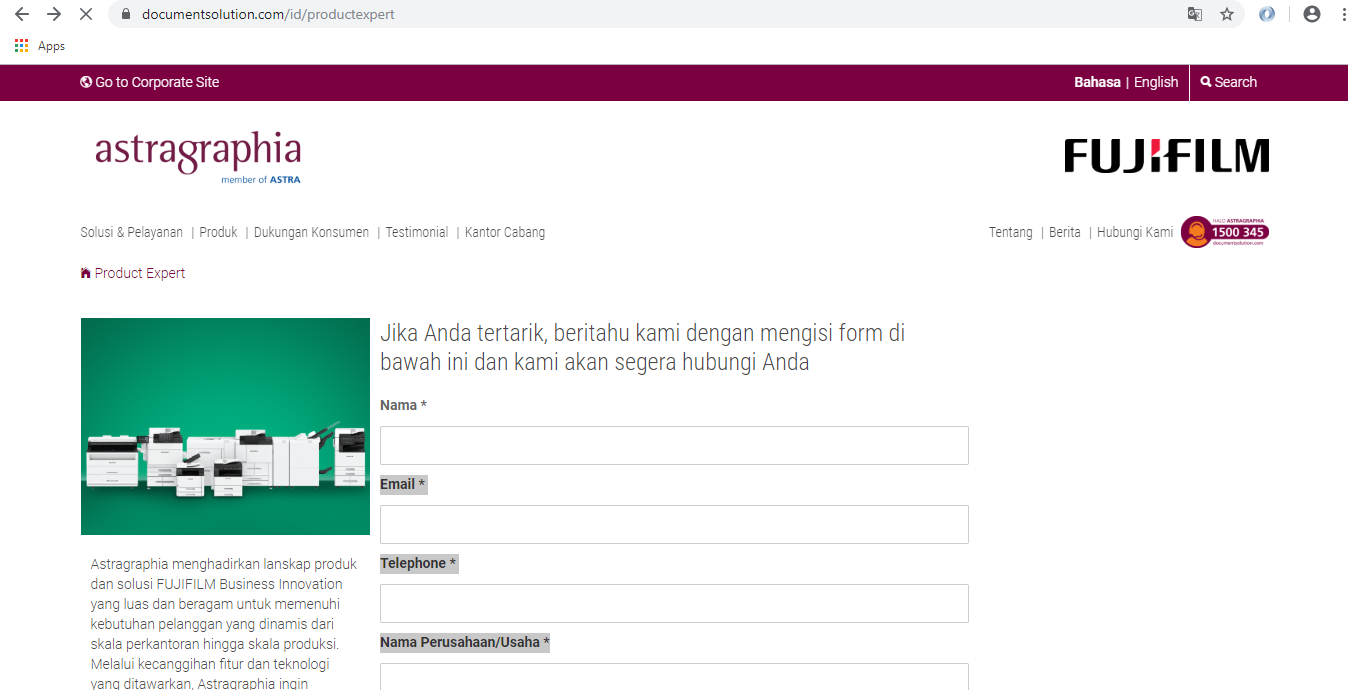 documentsolution.com/id/productexpert
Apps
Go to Corporate Site
Bahasa | English
Search
astragraphia
member of ASTRA
FUJIFILM
Solusi & Pelayanan | Produk | Dukungan Konsumen | Testimonial | Kantor Cabang
Tentang | Berita | Hubungi Kami
HALO ASTRAGRAPHIA
1500 345
documentsolution.com
Product Expert
Jika Anda tertarik, beritahu kami dengan mengisi form di
bawah ini dan kami akan segera hubungi Anda
Nama *
Email *
Telephone *
Nama Perusahaan/Usaha *
Astragraphia menghadirkan lanskap produk
dan solusi FUJIFILM Business Innovation
yang luas dan beragam untuk memenuhi
kebutuhan pelanggan yang dinamis dari
skala perkantoran hingga skala produksi.
Melalui kecanggihan fitur dan teknologi
yang ditawarkan, Astragraphia ingin